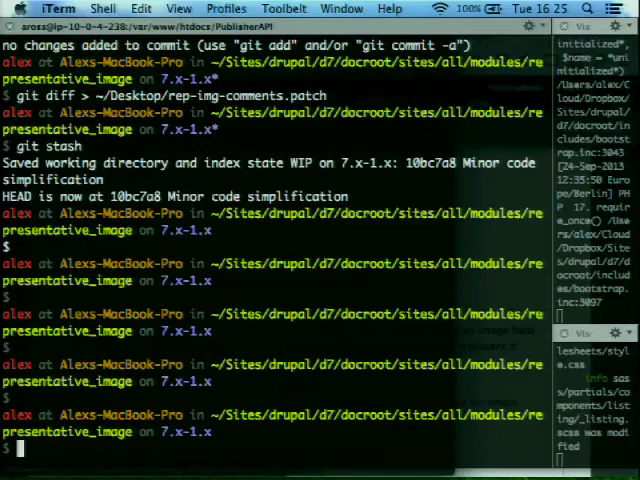 iTerm Shell Edit View Profiles Toolbelt Window Help 100% Tue 16 25
aross@ip-10-0-4-238:/var/www/htdocs/PublisherAPI
no changes added to commit (use "git add" and/or "git commit -a")
alex at Alexs-MacBook-Pro in ~/Sites/drupal/d7/docroot/sites/all/modules/re
presentative_image on 7.x-1.x*
$ git diff > ~/Desktop/rep-img-comments.patch
alex at Alexs-MacBook-Pro in ~/Sites/drupal/d7/docroot/sites/all/modules/re
presentative_image on 7.x-1.x*
$ git stash
Saved working directory and index state WIP on 7.x-1.x: 10bc7a8 Minor code
simplification
HEAD is now at 10bc7a8 Minor code simplification
alex at Alexs-MacBook-Pro in ~/Sites/drupal/d7/docroot/sites/all/modules/re
presentative_image on 7.x-1.x
$
alex at Alexs-MacBook-Pro in ~/Sites/drupal/d7/docroot/sites/all/modules/re
presentative_image on 7.x-1.x
$
alex at Alexs-MacBook-Pro in ~/Sites/drupal/d7/docroot/sites/all/modules/re
presentative_image on 7.x-1.x
$
alex at Alexs-MacBook-Pro in ~/Sites/drupal/d7/docroot/sites/all/modules/re
presentative_image on 7.x-1.x
$
alex at Alexs-MacBook-Pro in ~/Sites/drupal/d7/docroot/sites/all/modules/re
presentative_image on 7.x-1.x
$
Vis
initialized*,
$name = *un
initialized*)
/Users/alex/C
loud/Dropbox/
Sites/drupal/
d7/docroot/in
cludes/bootst
rap.inc:3043
[24-Sep-2013
12:35:50 Euro
pe/Berlin] PH
P 17. requir
e_once() /Use
rs/alex/Cloud
/Dropbox/Site
s/drupal/d7/d
ocroot/includ
es/bootstrap.
inc:3097
Vis
lesheets/styl
e.css
info sas
s/partials/co
mponents/lis
ting/_listing.
scss was modi
fied